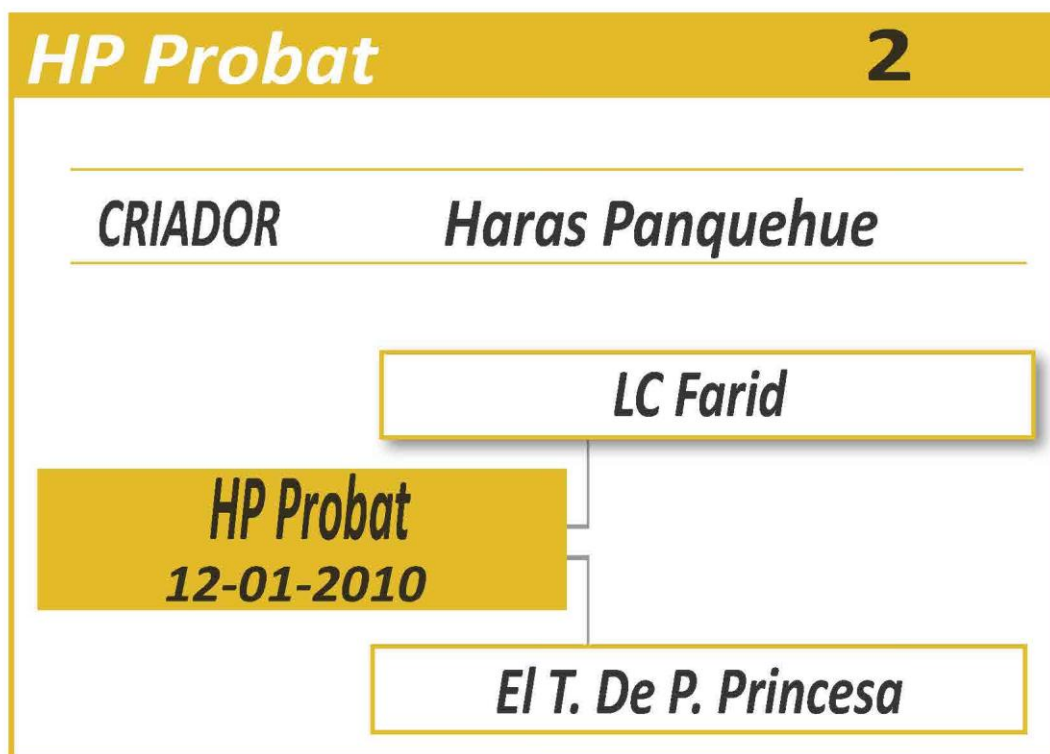 HP Probat 2
CRIADOR Haras Panquehue
LC Farid
HP Probat
12-01-2010
El T. De P. Princesa